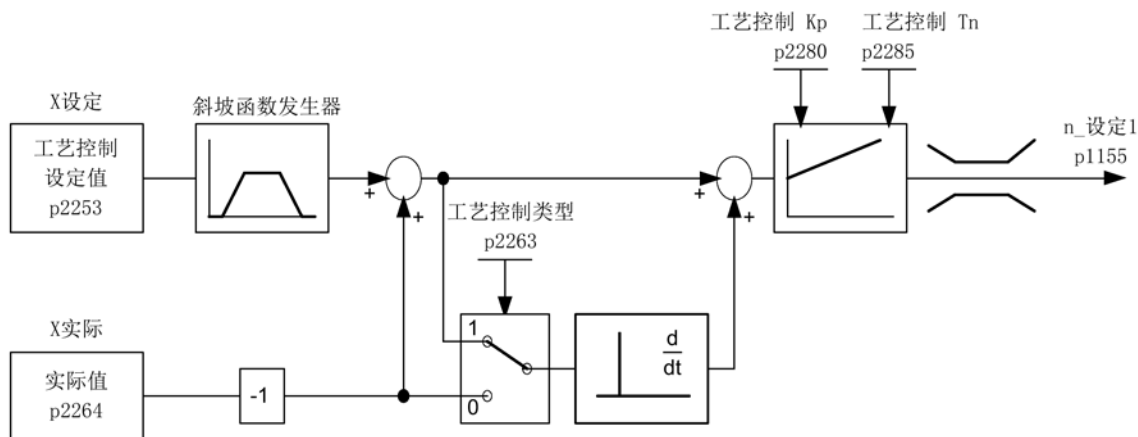 工艺控制 Kp
p2280
工艺控制 Tn
p2285
X设定
斜坡函数发生器
工艺控制
设定值
p2253
n_设定1
p1155
+
+
+
+
工艺控制类型
p2263
X实际
实际值
p2264
-1
1
0
d
dt